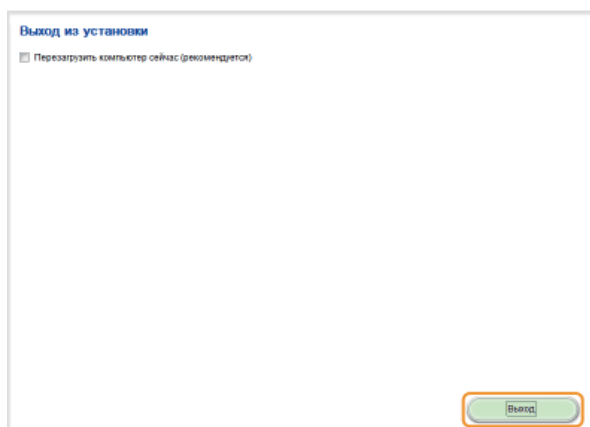 Выход из установки
Перезагрузить компьютер сейчас (рекомендуется)
Выход